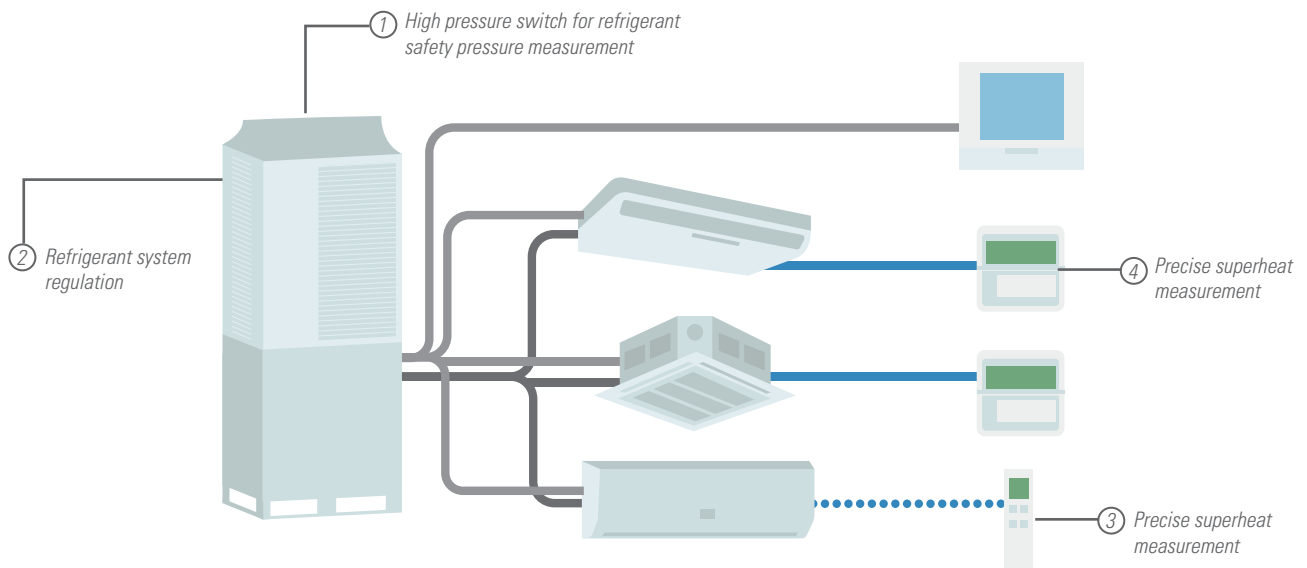 1 High pressure switch for refrigerant
safety pressure measurement
2 Refrigerant system
regulation
4 Precise superheat
measurement
3 Precise superheat
measurement